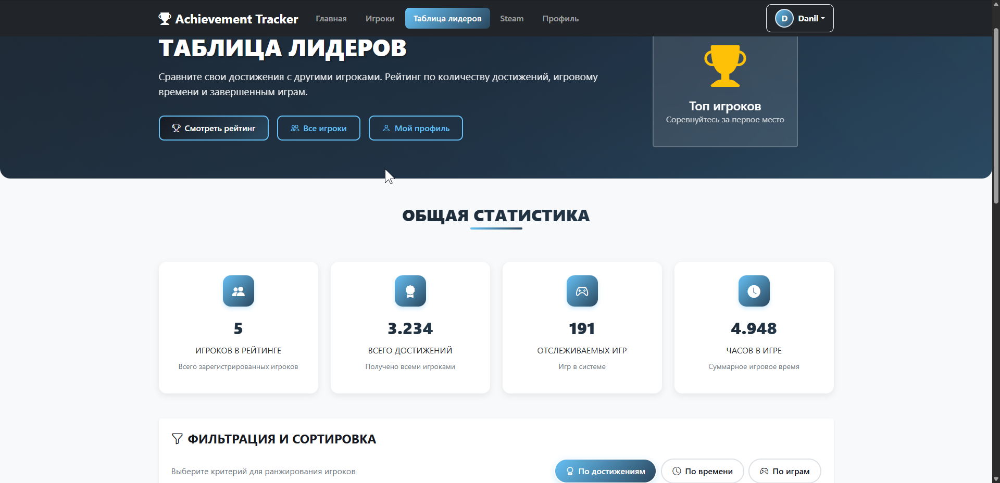 Achievement Tracker
Главная
Игроки
Таблица лидеров
Steam
Профиль
D
Danil
ТАБЛИЦА ЛИДЕРОВ
Сравните свои достижения с другими игроками. Рейтинг по количеству достижений, игровому
времени и завершенным играм.
Смотреть рейтинг
Все игроки
Мой профиль
Топ игроков
Соревнуйтесь за первое место
ОБЩАЯ СТАТИСТИКА
5
ИГРОКОВ В РЕЙТИНГЕ
Всего зарегистрированных игроков
3.234
ВСЕГО ДОСТИЖЕНИЙ
Получено всеми игроками
191
ОТСЛЕЖИВАЕМЫХ ИГР
Игр в системе
4.948
ЧАСОВ В ИГРЕ
Суммарное игровое время
ФИЛЬТРАЦИЯ И СОРТИРОВКА
Выберите критерий для ранжирования игроков
По достижениям
По времени
По играм